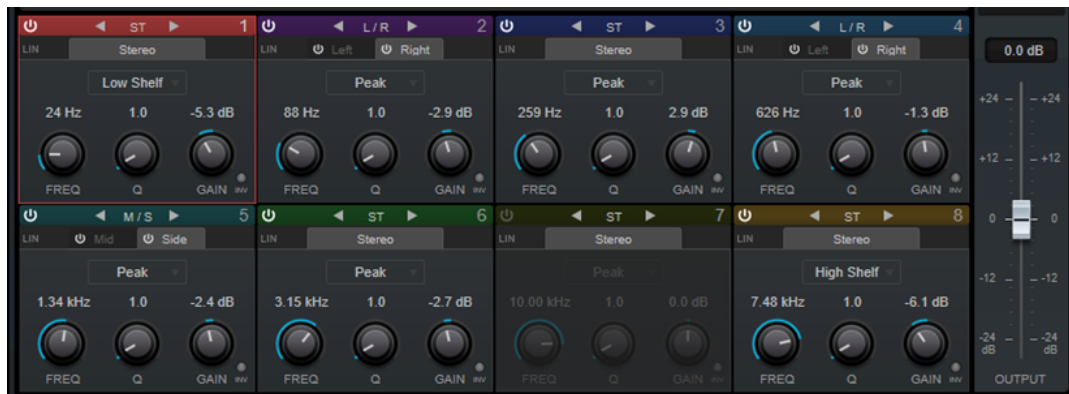 ST 1 L / R 2 ST 3 L / R 4
LIN Stereo LIN Left Right LIN Stereo LIN Left Right
0.0 dB
Low Shelf Peak Peak Peak
24 Hz 1.0 -5.3 dB 88 Hz 1.0 -2.9 dB 259 Hz 1.0 2.9 dB 626 Hz 1.0 -1.3 dB
+24 +24
+12 +12
FREQ Q GAIN INV FREQ Q GAIN INV FREQ Q GAIN INV FREQ Q GAIN INV
M / S 5 ST 6 ST 7 ST 8
0 0
LIN Mid Side LIN Stereo LIN Stereo LIN Stereo
Peak Peak Peak High Shelf
-12 -12
1.34 kHz 1.0 -2.4 dB 3.15 kHz 1.0 -2.7 dB 10.00 kHz 1.0 0.0 dB 7.48 kHz 1.0 -6.1 dB
-24 -24
dB dB
FREQ Q GAIN INV FREQ Q GAIN INV FREQ Q GAIN INV FREQ Q GAIN INV
OUTPUT